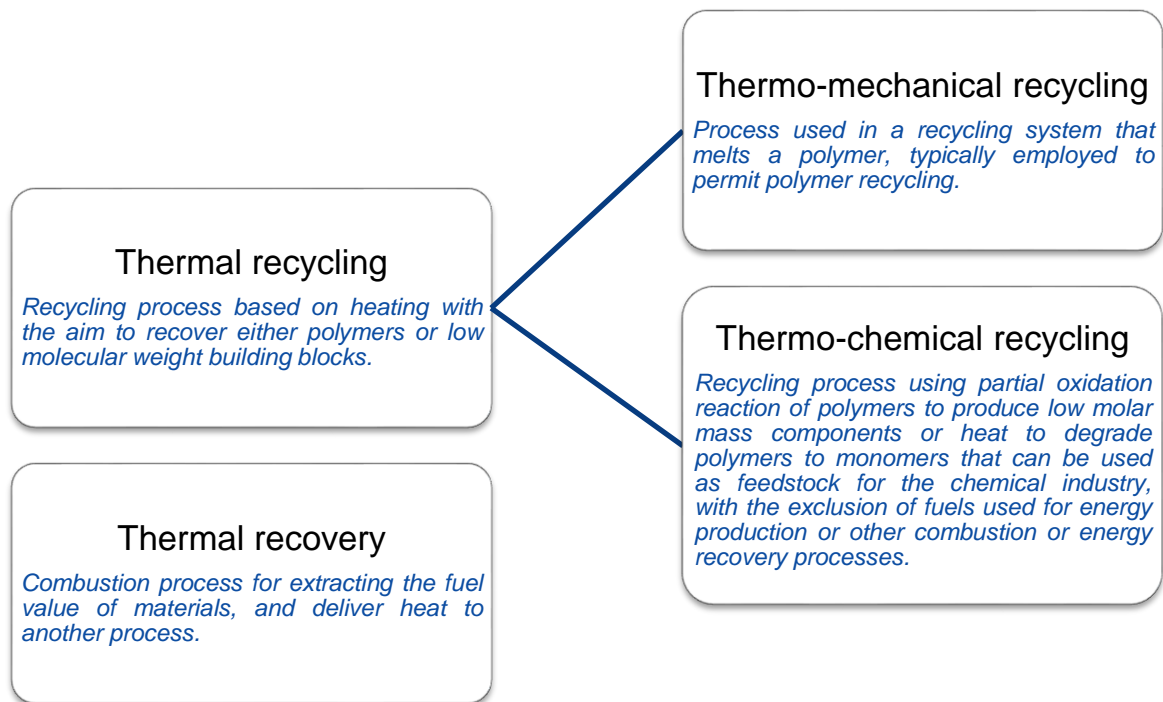 Thermal recycling
Recycling process based on heating with
the aim to recover either polymers or low
molecular weight building blocks.
Thermal recovery
Combustion process for extracting the fuel
value of materials, and deliver heat to
another process.
Thermo-mechanical recycling
Process used in a recycling system that
melts a polymer, typically employed to
permit polymer recycling.
Thermo-chemical recycling
Recycling process using partial oxidation
reaction of polymers to produce low molar
mass components or heat to degrade
polymers to monomers that can be used
as feedstock for the chemical industry,
with the exclusion of fuels used for energy
production or other combustion or energy
recovery processes.